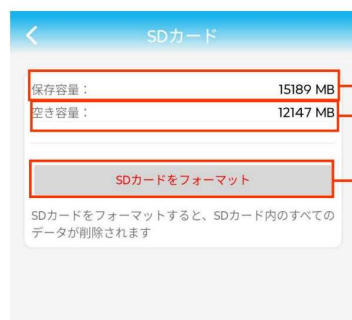 SDカード
保存容量： 15189 MB
空き容量： 12147 MB
SDカードをフォーマット
SDカードをフォーマットすると、SDカード内のすべての
データが削除されます